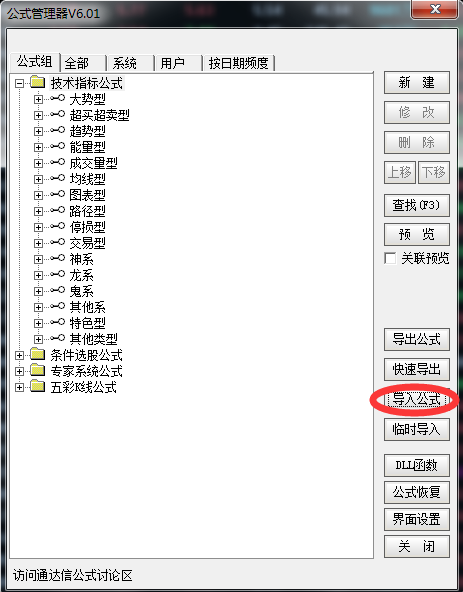 公式管理器V6.01
公式组 全部 系统 用户 按日期频度
技术指标公式
大势型
超买超卖型
趋势型
能量型
成交量型
均线型
图表型
路径型
停损型
交易型
神系
龙系
鬼系
其他系
特色型
其他类型
条件选股公式
专家系统公式
五彩K线公式
新 建
修 改
删 除
上移 下移
查找(F3)
预 览
关联预览
导出公式
快速导出
导入公式
临时导入
DLL函数
公式恢复
界面设置
关 闭
访问通达信公式讨论区